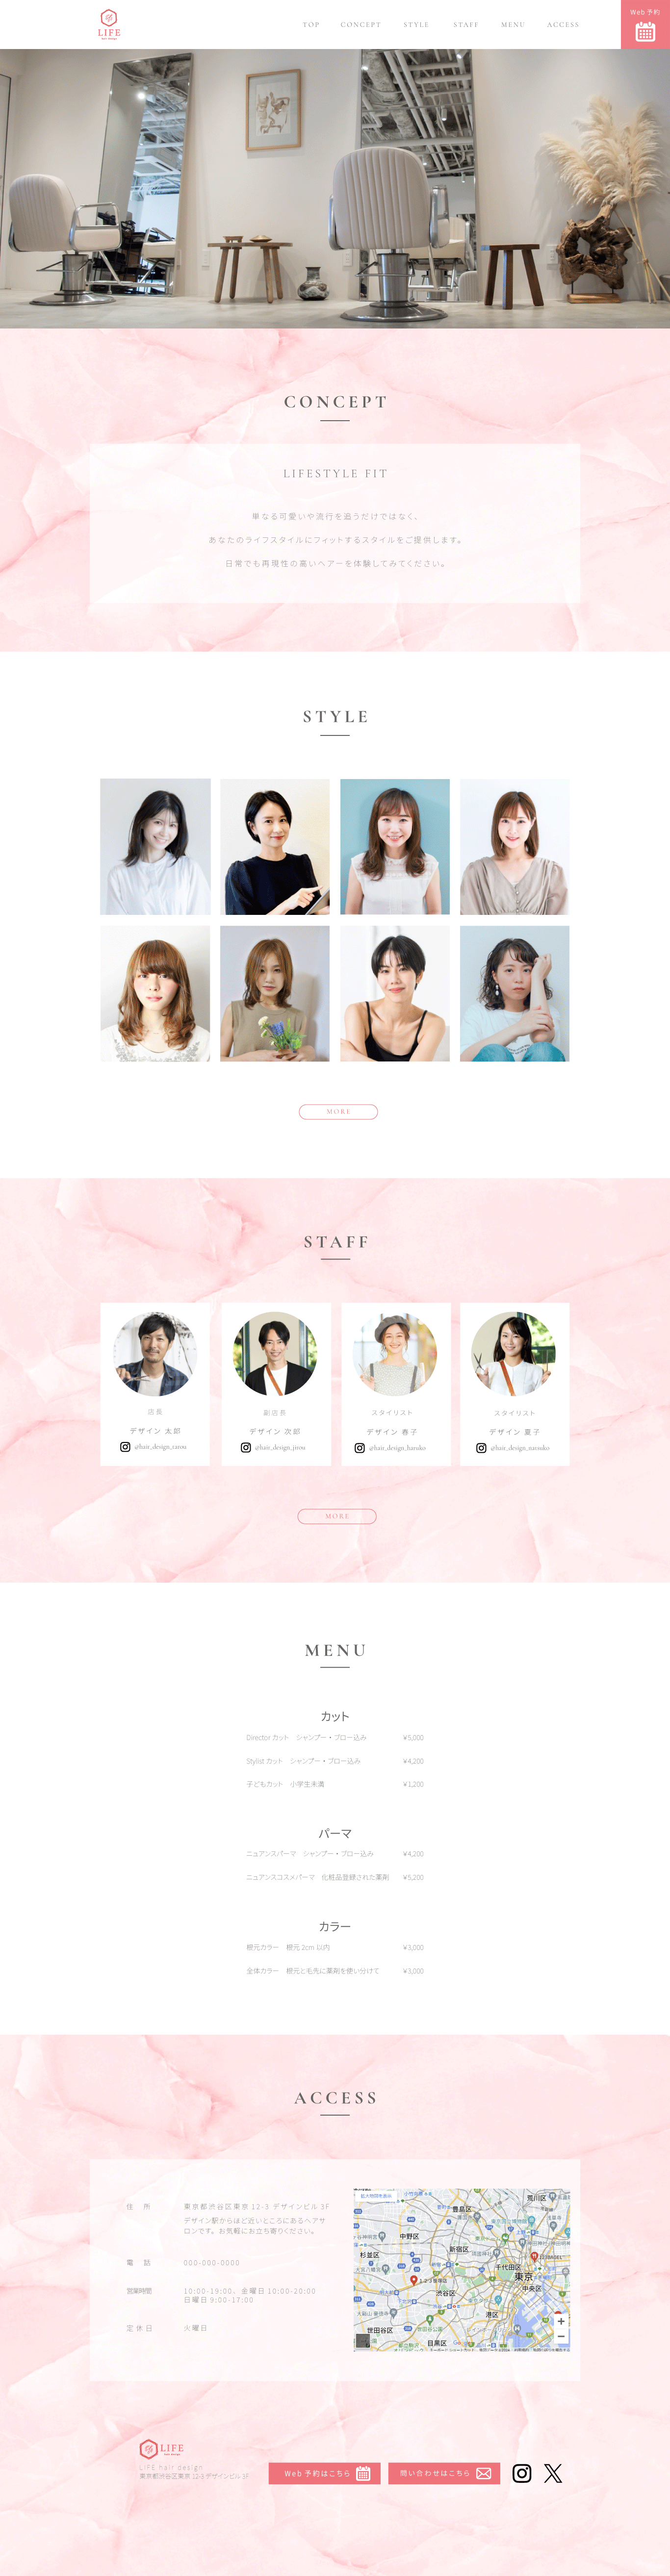 LIFE
hair design
TOP
CONCEPT
STYLE
STAFF
MENU
ACCESS
Web予約
CONCEPT
LIFESTYLE FIT
単なる可愛いや流行を追うだけではなく、
あなたのライフスタイルにフィットするスタイルをご提供します。
日常でも再現性の高いヘアーを体験してみてください。
STYLE
MORE
STAFF
店長
デザイン 太郎
@hair_design_tarou
副店長
デザイン 次郎
@hair_design_jirou
スタイリスト
デザイン 春子
@hair_design_haruko
スタイリスト
デザイン 夏子
@hair_design_natsuko
MORE
MENU
カット
Director カット シャンプー・ブロー込み ¥5,000
Stylist カット シャンプー・ブロー込み ¥4,200
子どもカット 小学生未満 ¥1,200
パーマ
ニュアンスパーマ シャンプー・ブロー込み ¥4,200
ニュアンスコスメパーマ 化粧品登録された薬剤 ¥5,200
カラー
根元カラー 根元 2cm 以内 ¥3,000
全体カラー 根元と毛先に薬剤を使い分けて ¥3,000
ACCESS
住 所 東京都渋谷区東京 12-3 デザインビル 3F
デザイン駅からほど近いところにあるヘアサ
ロンです。お気軽にお立ち寄りください。
電 話 000-000-0000
営業時間 10:00-19:00、金曜日 10:00-20:00
日曜日 9:00-17:00
定休日 火曜日
拡大地図を表示
荒川区
豊島区
中野区
新宿区
杉並区
千代田区
東京
中央区
渋谷区
港区
世田谷区
目黒区
LIFE
hair design
LIFE hair design
東京都渋谷区東京 12-3 デザインビル 3F
Web 予約はこちら
問い合わせはこちら